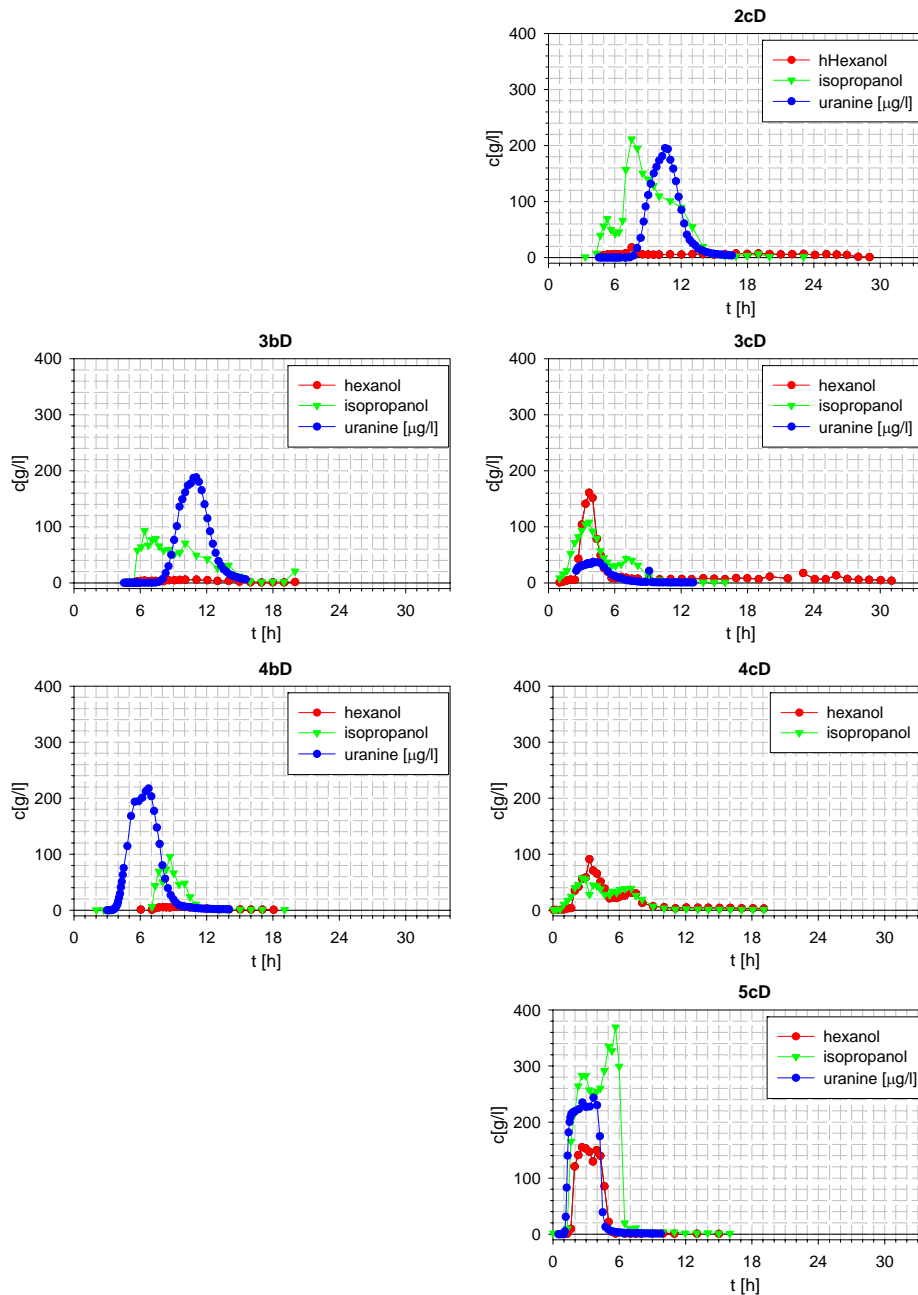 2cD
400
300
200
100
0
c[g/l]
hHexanol
isopropanol
uranine [μg/l]
0 6 12 18 24 30
t [h]
3bD
400
300
200
100
0
c[g/l]
hexanol
isopropanol
uranine [μg/l]
0 6 12 18 24 30
t [h]
3cD
400
300
200
100
0
c[g/l]
hexanol
isopropanol
uranine [μg/l]
0 6 12 18 24 30
t [h]
4bD
400
300
200
100
0
c[g/l]
hexanol
isopropanol
uranine [μg/l]
0 6 12 18 24 30
t [h]
4cD
400
300
200
100
0
c[g/l]
hexanol
isopropanol
0 6 12 18 24 30
t [h]
5cD
400
300
200
100
0
c[g/l]
hexanol
isopropanol
uranine [μg/l]
0 6 12 18 24 30
t [h]